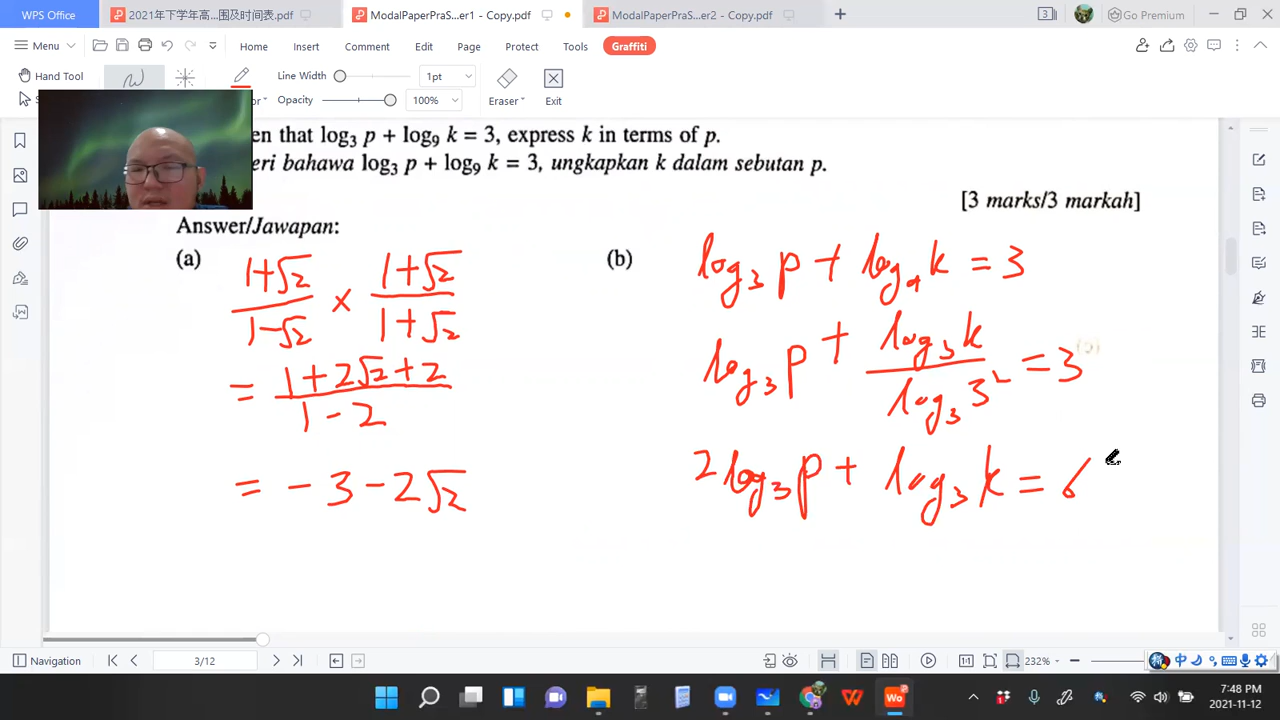 WPS Office
2021年下学年高...围及时间表.pdf
ModalPaperPraS...er1 - Copy.pdf
ModalPaperPraS...er2 - Copy.pdf
3
Go Premium
Menu
Home Insert Comment Edit Page Protect Tools Graffiti
Hand Tool
Line Width
1pt
Opacity
100%
Eraser
Exit
en that log₃ p + log₉ k = 3, express k in terms of p.
eri bahawa log₃ p + log₉ k = 3, ungkapkan k dalam sebutan p.
[3 marks/3 markah]
Answer/Jawapan:
(a)
(1+√2)/(1-√2) × (1+√2)/(1+√2)
= (1+2√2+2)/(1-2)
= -3-2√2
(b)
log₃ p + log₉ k = 3
log₃ p + (log₃ k)/(log₃ 3²) = 3
2log₃ p + log₃ k = 6
Navigation
3/12
232%
中
7:48 PM
2021-11-12